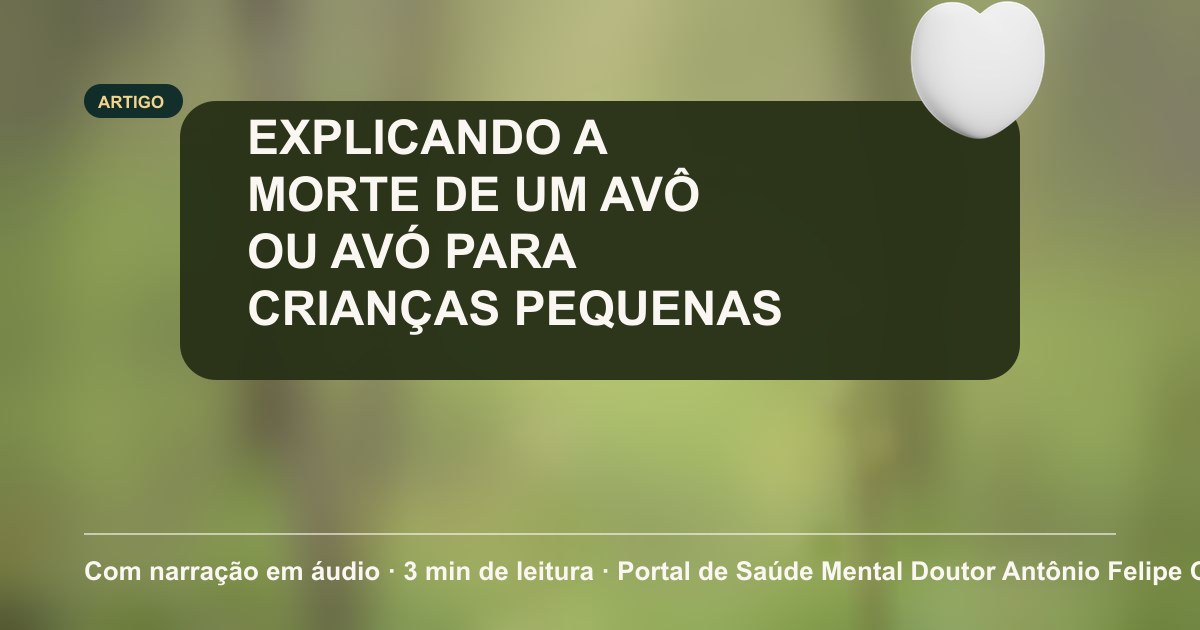 ARTIGO
EXPLICANDO A
MORTE DE UM AVÔ
OU AVÓ PARA
CRIANÇAS PEQUENAS
Com narração em áudio · 3 min de leitura · Portal de Saúde Mental Doutor Antônio Felipe